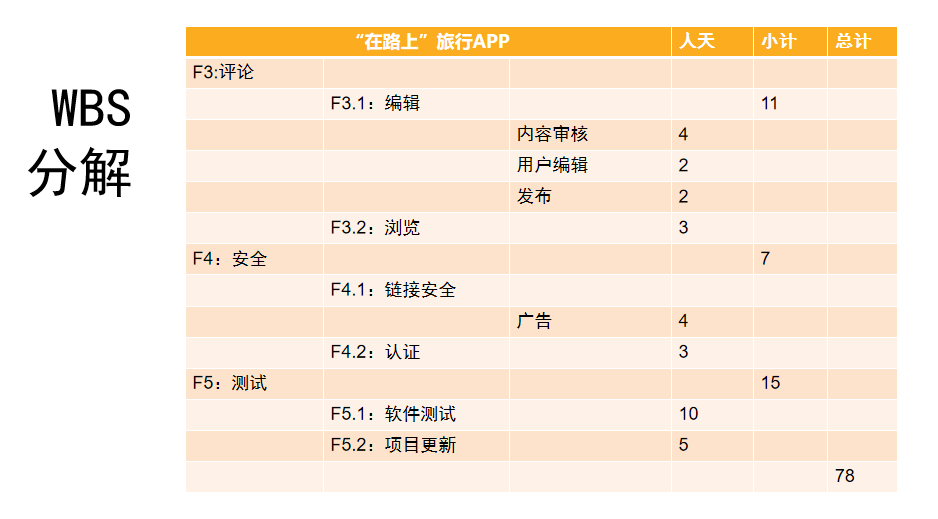 WBS
分解
“在路上”旅行APP 人天 小计 总计
F3:评论
F3.1：编辑 11
内容审核 4
用户编辑 2
发布 2
F3.2：浏览 3
F4：安全 7
F4.1：链接安全
广告 4
F4.2：认证 3
F5：测试 15
F5.1：软件测试 10
F5.2：项目更新 5
78